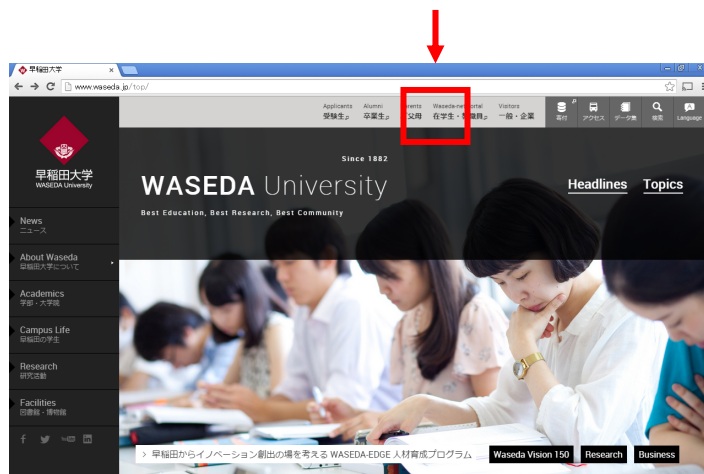 早稲田大学
www.waseda.jp/top/
Applicants
受験生
Alumni
卒業生
父母
在学生・
Visitors
一般・企業
寄付
アクセス
データ集
検索
Language
早稲田大学
WASEDA University
Since 1882
WASEDA University
Best Education, Best Research, Best Community
Headlines
Topics
News
ニュース
About Waseda
早稲田大学について
Academics
学部・大学院
Campus Life
早稲田の学生
Research
研究活動
Facilities
図書館・博物館
> 早稲田からイノベーション創出の場を考える WASEDA-EDGE 人材育成プログラム
Waseda Vision 150
Research
Business